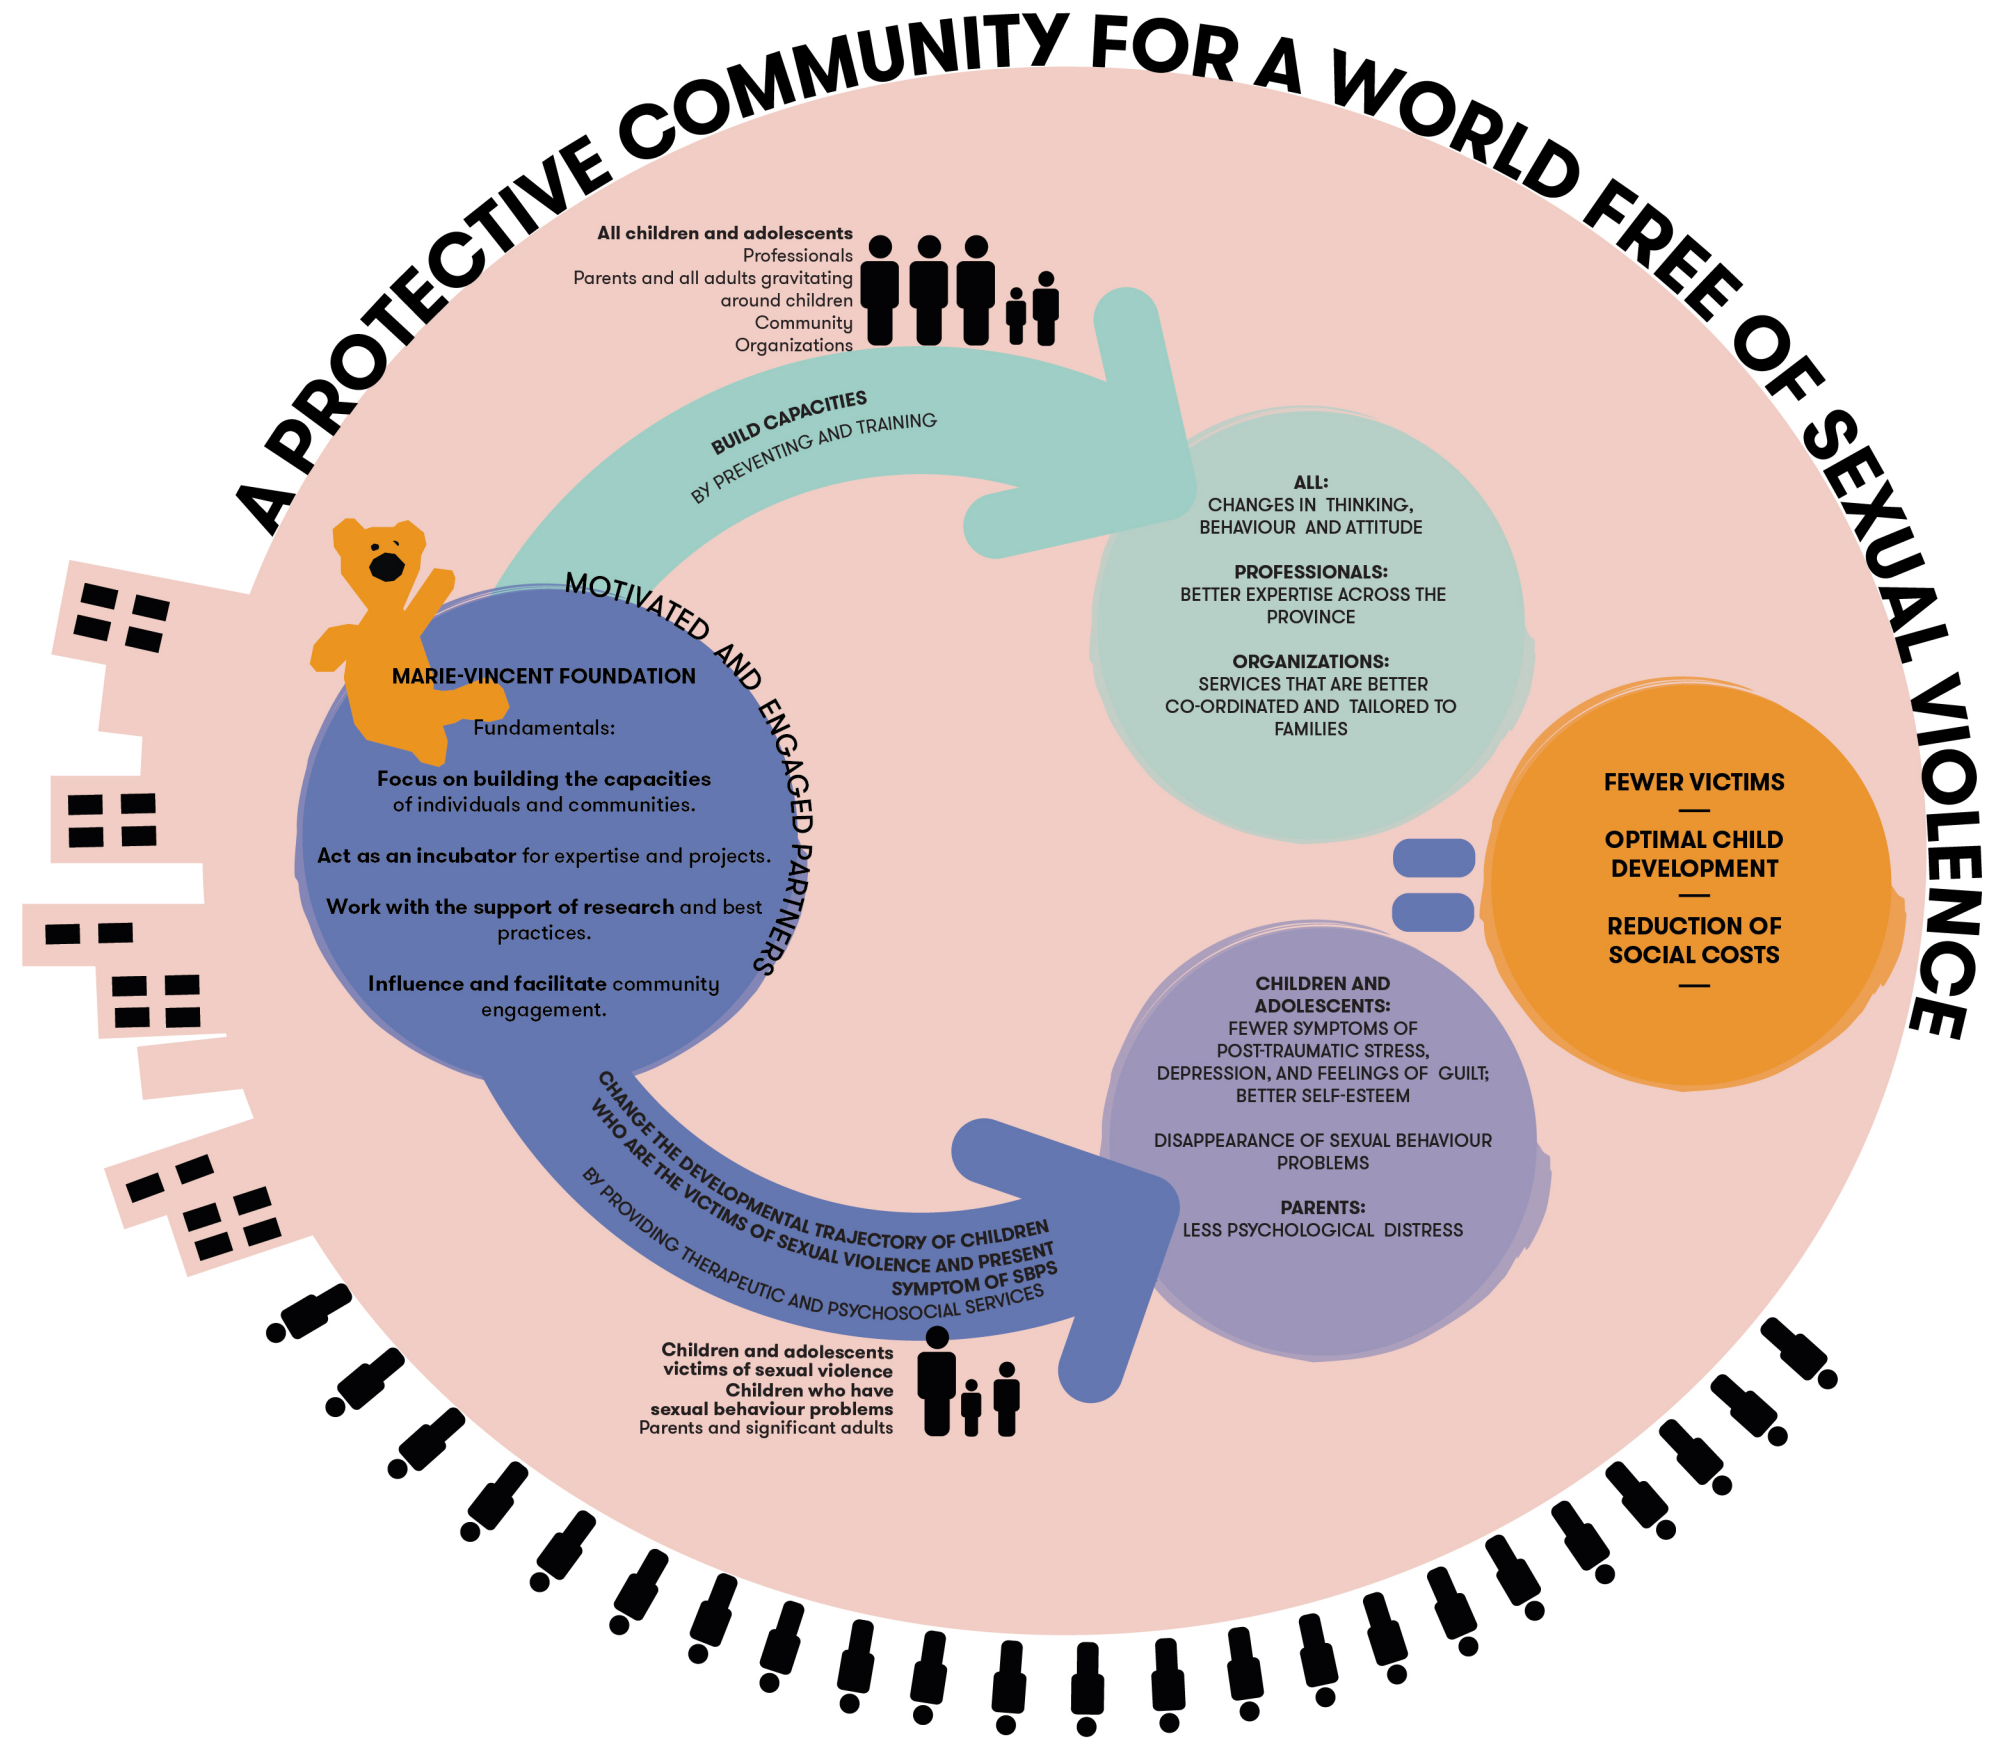 A PROTECTIVE COMMUNITY FOR A WORLD FREE OF SEXUAL VIOLENCE
All children and adolescents
Professionals
Parents and all adults gravitating
around children
Community
Organizations
BUILD CAPACITIES
BY PREVENTING AND TRAINING
MOTIVATED AND ENGAGED PARTNERS
MARIE-VINCENT FOUNDATION
Fundamentals:
Focus on building the capacities
of individuals and communities.
Act as an incubator for expertise and projects.
Work with the support of research and best
practices.
Influence and facilitate community
engagement.
CHANGE THE DEVELOPMENTAL TRAJECTORY OF CHILDREN
WHO ARE THE VICTIMS OF SEXUAL VIOLENCE AND PRESENT
SYMPTOM OF SBPS
BY PROVIDING THERAPEUTIC AND PSYCHOSOCIAL SERVICES
Children and adolescents
victims of sexual violence
Children who have
sexual behaviour problems
Parents and significant adults
ALL:
CHANGES IN THINKING,
BEHAVIOUR AND ATTITUDE
PROFESSIONALS:
BETTER EXPERTISE ACROSS THE
PROVINCE
ORGANIZATIONS:
SERVICES THAT ARE BETTER
CO-ORDINATED AND TAILORED TO
FAMILIES
CHILDREN AND
ADOLESCENTS:
FEWER SYMPTOMS OF
POST-TRAUMATIC STRESS,
DEPRESSION, AND FEELINGS OF GUILT;
BETTER SELF-ESTEEM
DISAPPEARANCE OF SEXUAL BEHAVIOUR
PROBLEMS
PARENTS:
LESS PSYCHOLOGICAL DISTRESS
FEWER VICTIMS
OPTIMAL CHILD
DEVELOPMENT
REDUCTION OF
SOCIAL COSTS